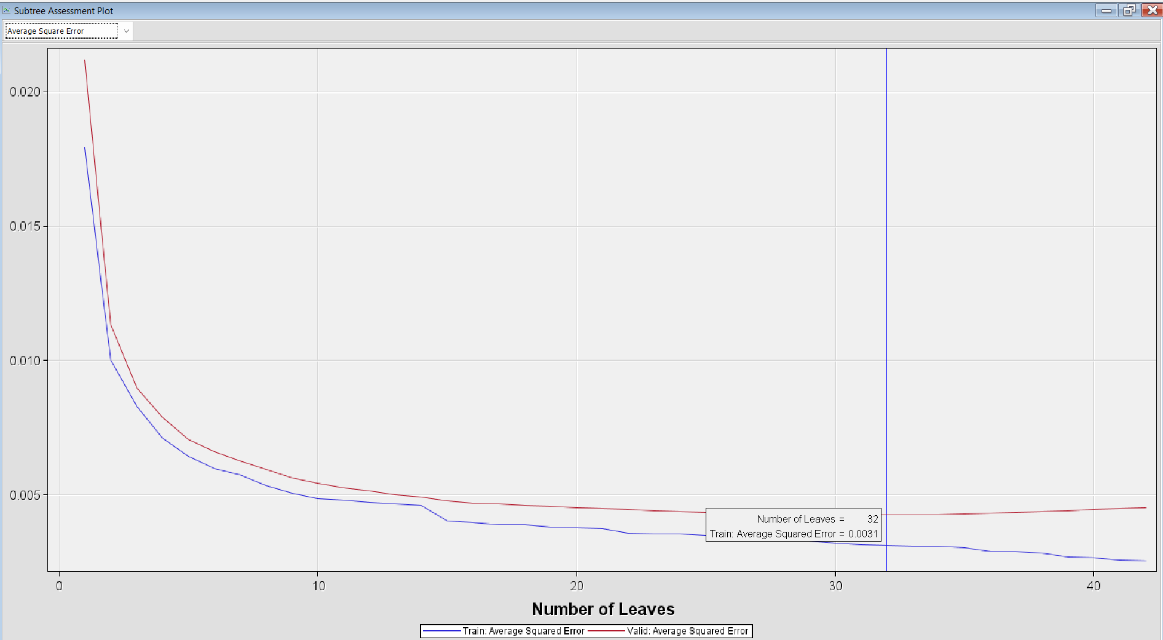 Subtree Assessment Plot
Average Square Error
0.020
0.015
0.010
0.005
Number of Leaves = 32
Train: Average Squared Error = 0.0031
0 10 20 30 40
Number of Leaves
Train: Average Squared Error Valid: Average Squared Error